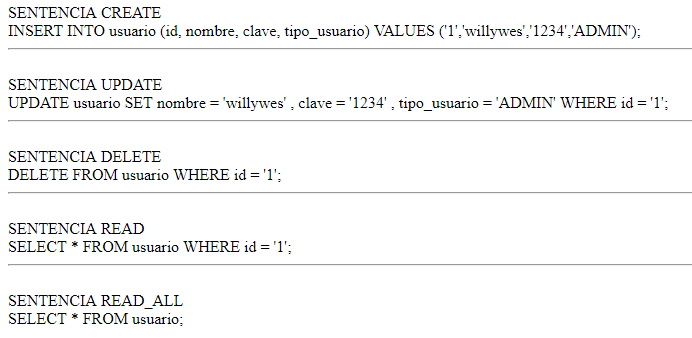 SENTENCIA CREATE
INSERT INTO usuario (id, nombre, clave, tipo_usuario) VALUES ('1','willywes','1234','ADMIN');
SENTENCIA UPDATE
UPDATE usuario SET nombre = 'willywes' , clave = '1234' , tipo_usuario = 'ADMIN' WHERE id = '1';
SENTENCIA DELETE
DELETE FROM usuario WHERE id = '1';
SENTENCIA READ
SELECT * FROM usuario WHERE id = '1';
SENTENCIA READ_ALL
SELECT * FROM usuario;